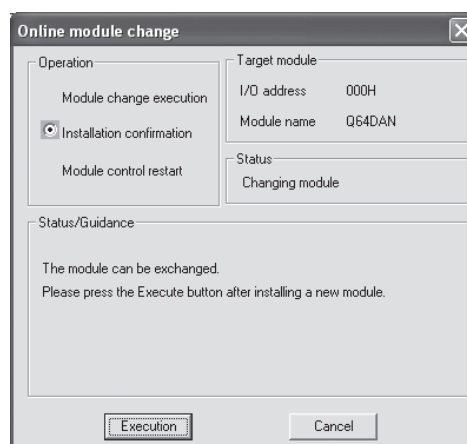 Online module change
Operation
Module change execution
Installation confirmation
Module control restart
Target module
I/O address 000H
Module name Q64DAN
Status
Changing module
Status/Guidance
The module can be exchanged.
Please press the Execute button after installing a new module.
Execution Cancel